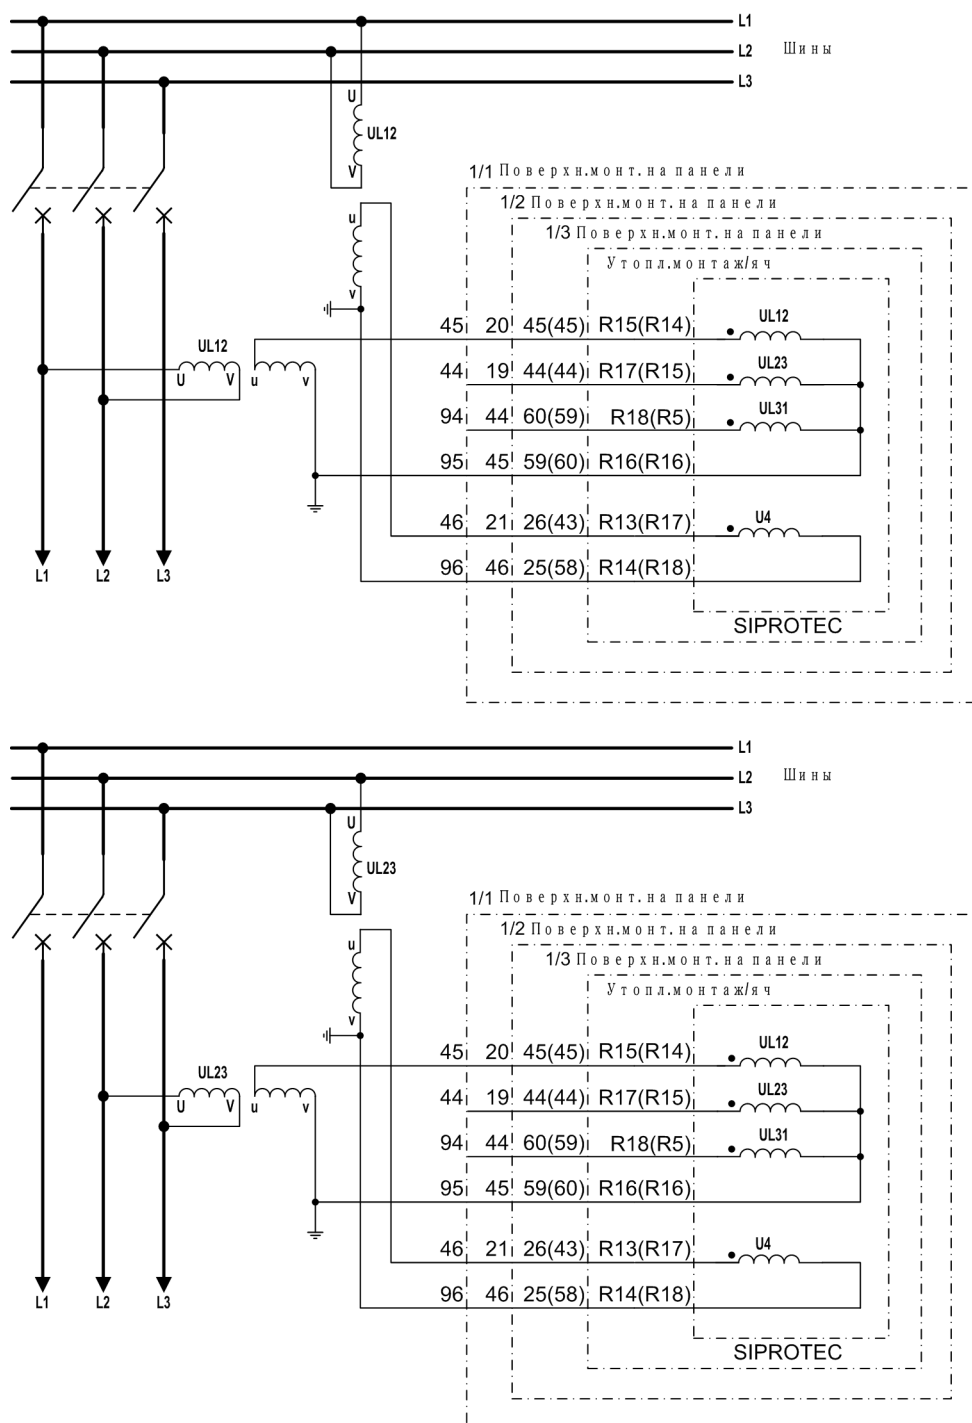 L1
L2 Шины
L3
U
UL12
V
1/1 Поверхн.монт. на панели
1/2 Поверхн.монт. на панели
u
1/3 Поверхн.монт. на панели
Утопл.монтаж/яч
v
45 20 45(45) R15(R14) UL12
UL12
44 19 44(44) R17(R15) UL23
U V u v
94 44 60(59) R18(R5) UL31
95 45 59(60) R16(R16)
46 21 26(43) R13(R17) U4
96 46 25(58) R14(R18)
L1 L2 L3
SIPROTEC
L1
L2 Шины
L3
U
UL23
V
1/1 Поверхн.монт. на панели
1/2 Поверхн.монт. на панели
u
1/3 Поверхн.монт. на панели
Утопл.монтаж/яч
v
45 20 45(45) R15(R14) UL12
UL23
44 19 44(44) R17(R15) UL23
U V u v
94 44 60(59) R18(R5) UL31
95 45 59(60) R16(R16)
46 21 26(43) R13(R17) U4
96 46 25(58) R14(R18)
L1 L2 L3
SIPROTEC